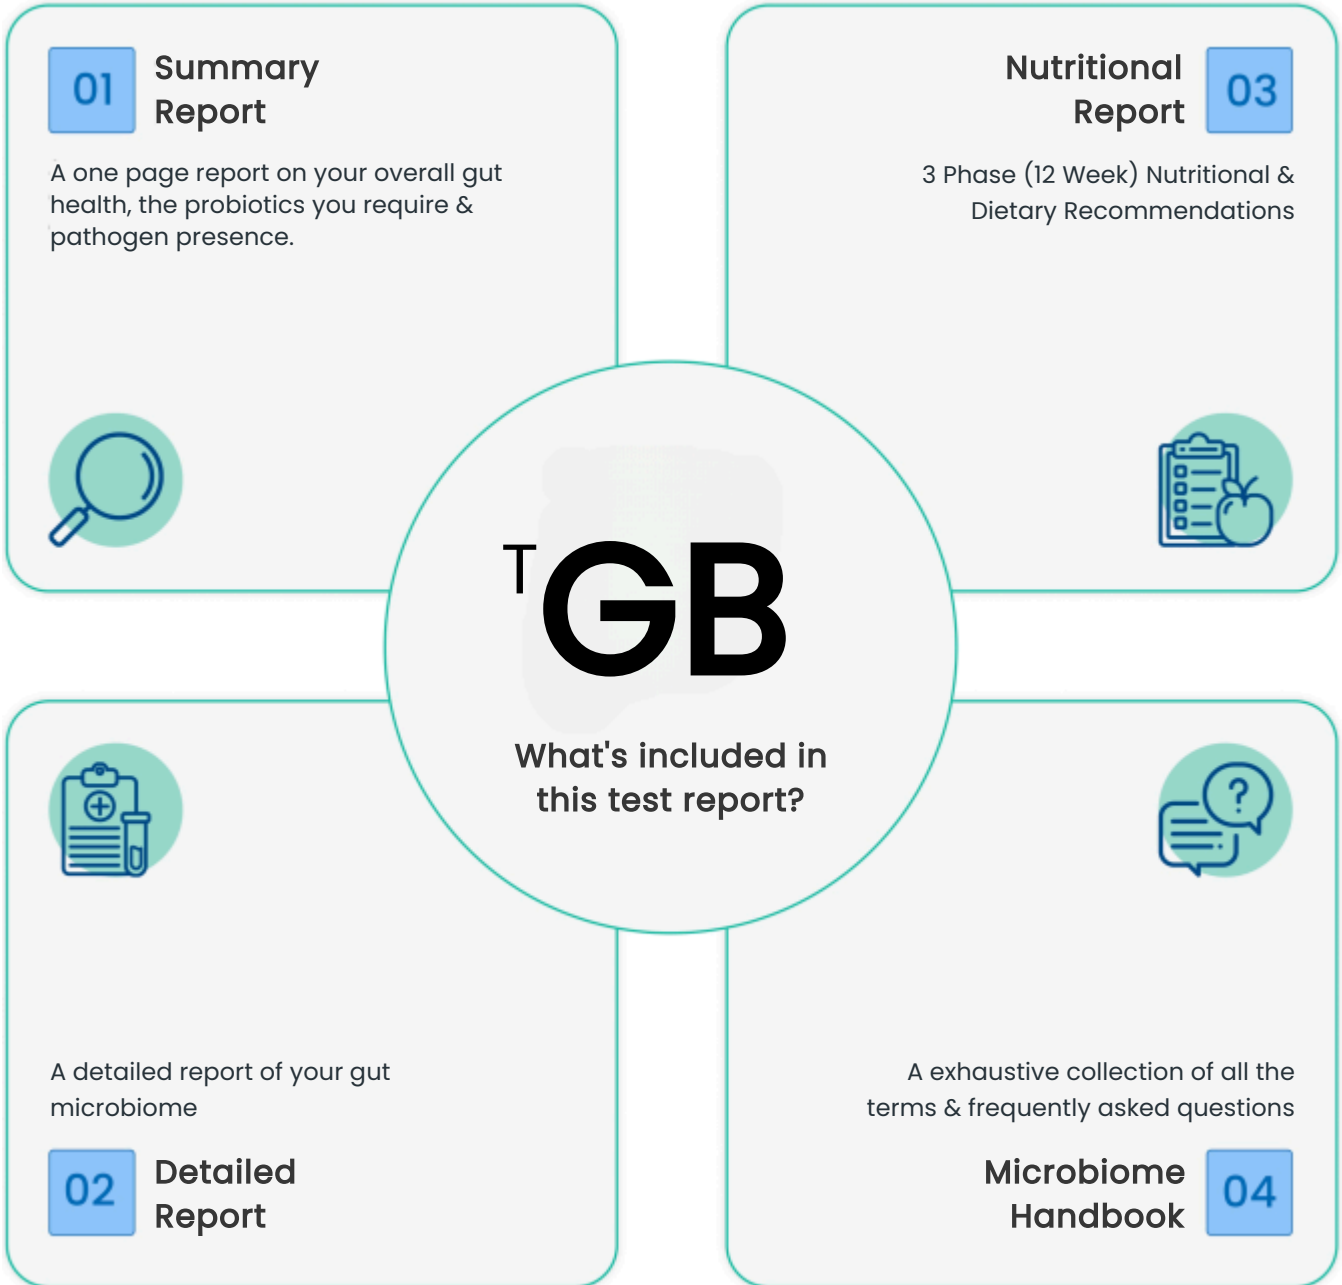 01
Summary
Report
A one page report on your overall gut
health, the probiotics you require &
pathogen presence.
Nutritional
Report
03
3 Phase (12 Week) Nutritional &
Dietary Recommendations
TGB
What's included in
this test report?
A detailed report of your gut
microbiome
02
Detailed
Report
?
A exhaustive collection of all the
terms & frequently asked questions
Microbiome
Handbook
04